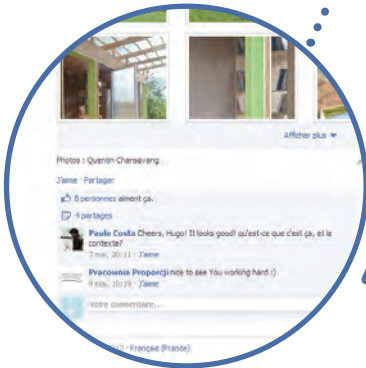 Afficher plus
Photos : Quentin Chansavang
J'aime · Partager
8 personnes aiment ça.
4 partages
Paulo Costa Cheers, Hugo! It looks good! qu'est-ce que c'est ça, et le
contexte?
7 mai, 20:11 · J'aime
Pracownia Proporcji nice to see You working hard :)
9 mai, 10:19 · J'aime
Votre commentaire...
· Français (France)